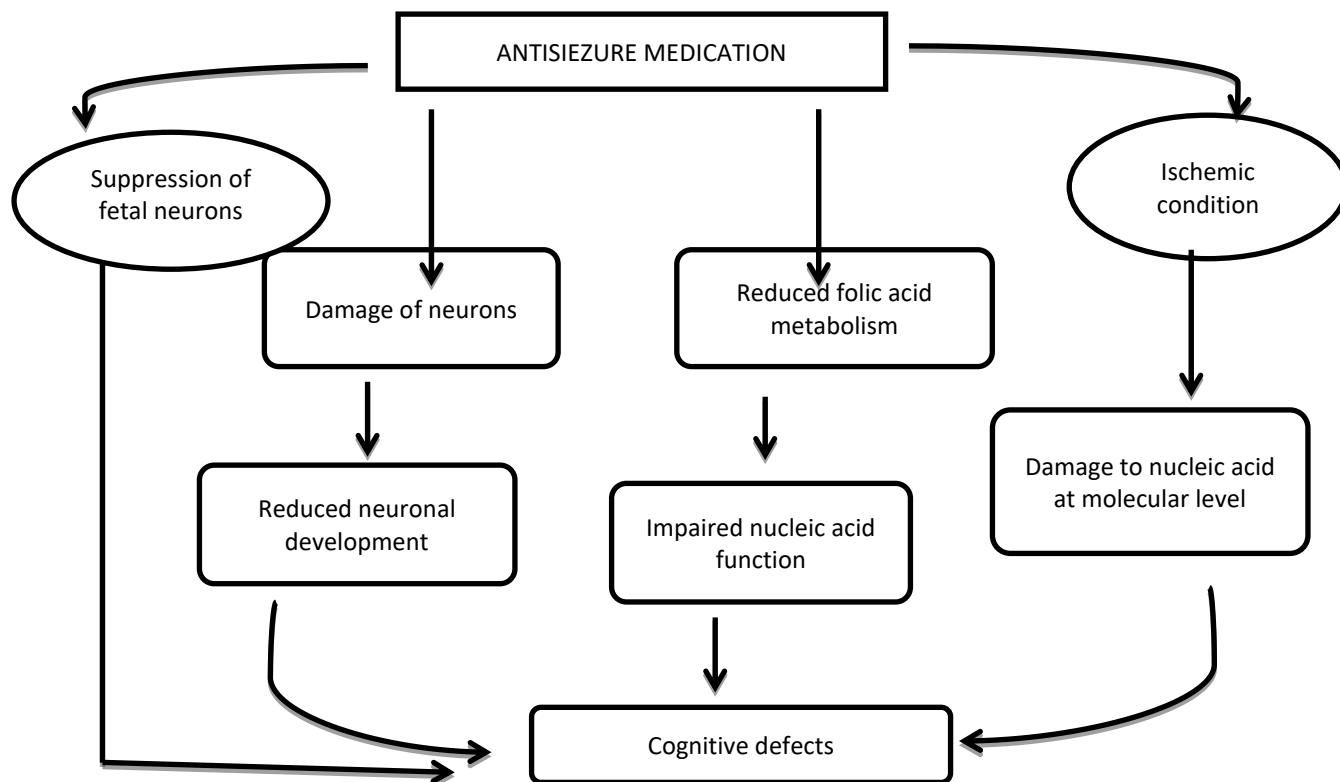 ANTISIEZURE MEDICATION
Suppression of
fetal neurons
Ischemic
condition
Damage of neurons
Reduced folic acid
metabolism
Reduced neuronal
development
Impaired nucleic acid
function
Damage to nucleic acid
at molecular level
Cognitive defects